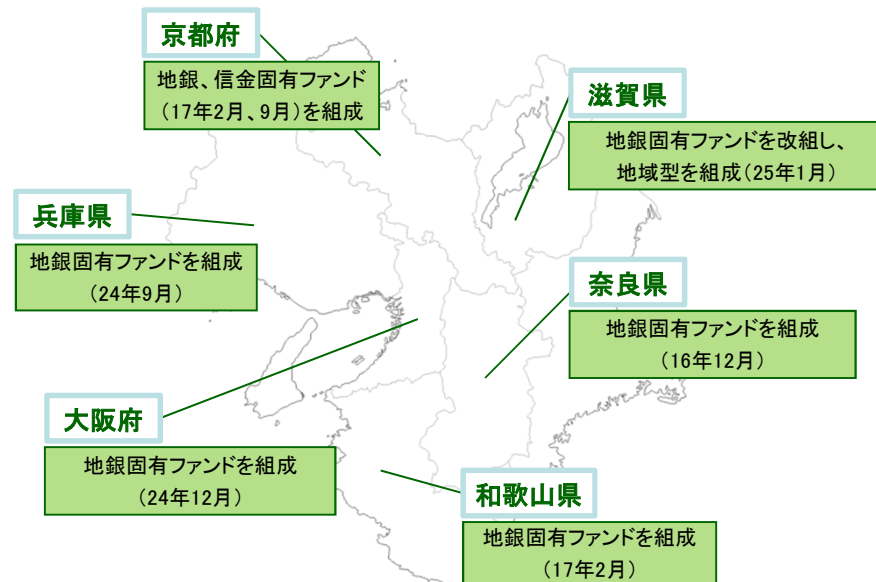 京都府
地銀、信金固有ファンド
(17年2月、9月)を組成
滋賀県
地銀固有ファンドを改組し、
地域型を組成(25年1月)
兵庫県
地銀固有ファンドを組成
(24年9月)
奈良県
地銀固有ファンドを組成
(16年12月)
大阪府
地銀固有ファンドを組成
(24年12月)
和歌山県
地銀固有ファンドを組成
(17年2月)